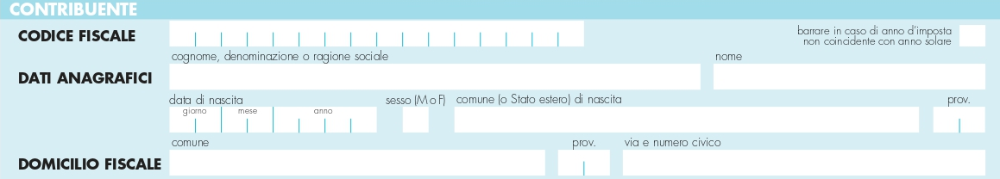 CONTRIBUENTE
CODICE FISCALE
barrare in caso di anno d'imposta
non coincidente con anno solare
cognome, denominazione o ragione sociale nome
DATI ANAGRAFICI
data di nascita sesso (M o F) comune (o Stato estero) di nascita prov.
giorno mese anno
comune prov. via e numero civico
DOMICILIO FISCALE